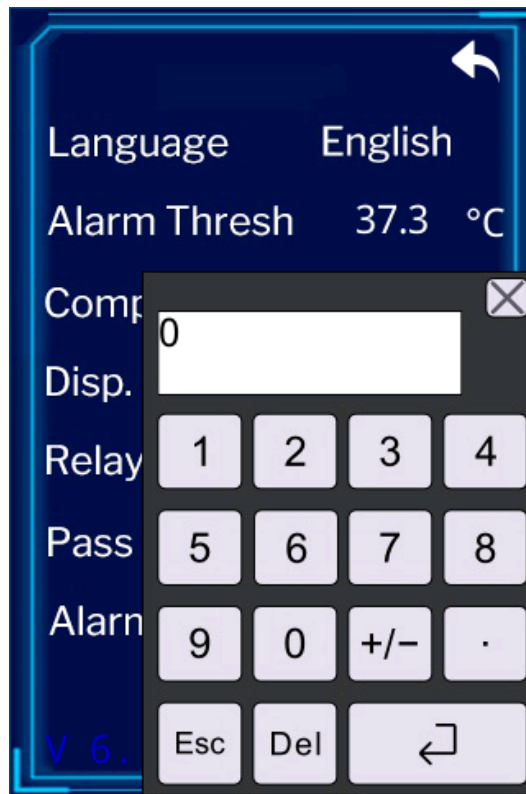 Language English
Alarm Thresh 37.3 °C
Comp
0
Disp.
1 2 3 4
Relay
Pass
5 6 7 8
Alarm
9 0 +/− .
V 6.
Esc Del